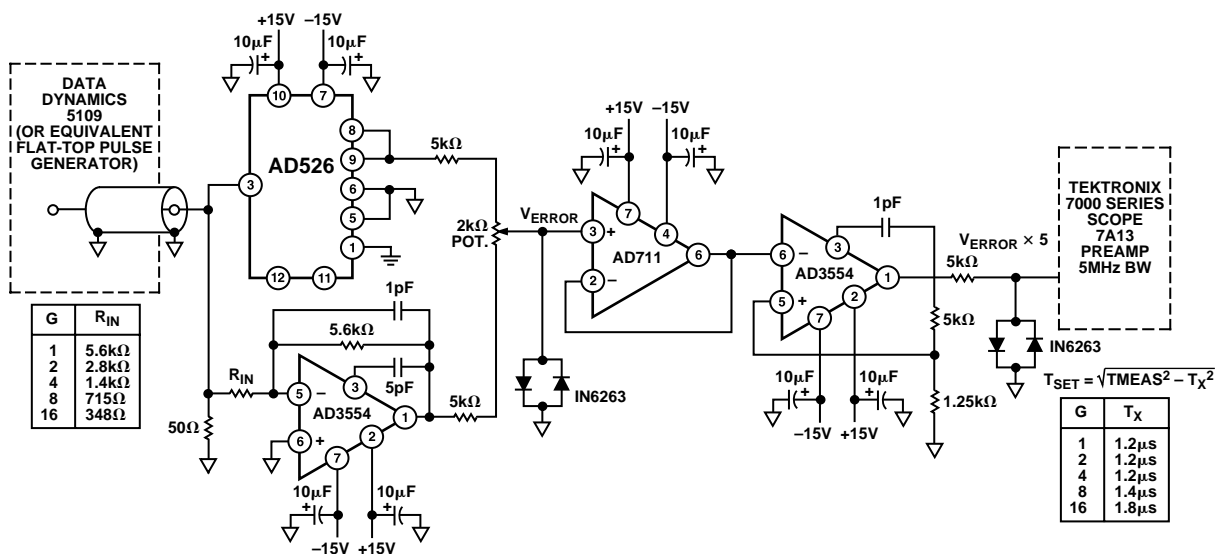 +15V
–15V
10µF
+
10µF
+
DATA
DYNAMICS
5109
(OR EQUIVALENT
FLAT-TOP PULSE
GENERATOR)
10
7
8
9
6
5
1
3
12
11
AD526
5kΩ
2kΩ
POT.
VERROR
+15V
–15V
10µF
+
10µF
+
7
4
3
+
2
–
6
AD711
TEKTRONIX
7000 SERIES
SCOPE
7A13
PREAMP
5MHz BW
1pF
VERROR × 5
6
–
3
AD3554
5
+
7
2
1
5kΩ
5kΩ
1.25kΩ
IN6263
10µF
+
10µF
+
–15V
+15V
G RIN
1 5.6kΩ
2 2.8kΩ
4 1.4kΩ
8 715Ω
16 348Ω
1pF
5.6kΩ
5pF
RIN
50Ω
5
–
3
AD3554
6
+
7
2
1
5kΩ
IN6263
10µF
+
10µF
+
–15V
+15V
TSET = √TMEAS² – TX²
G TX
1 1.2µs
2 1.2µs
4 1.2µs
8 1.4µs
16 1.8µs